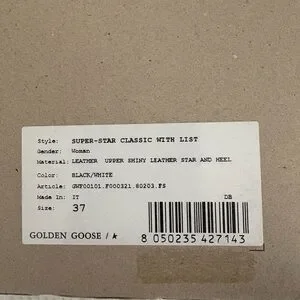 Style: SUPER-STAR CLASSIC WITH LIST
Gender: Woman
Material: LEATHER UPPER SHINY LEATHER STAR AND HEEL
Color: BLACK/WHITE
Article: GWF00101.F000321.80203.FS
Made In: IT DB
Size: 37
GOLDEN GOOSE / ★ 8 050235 427143